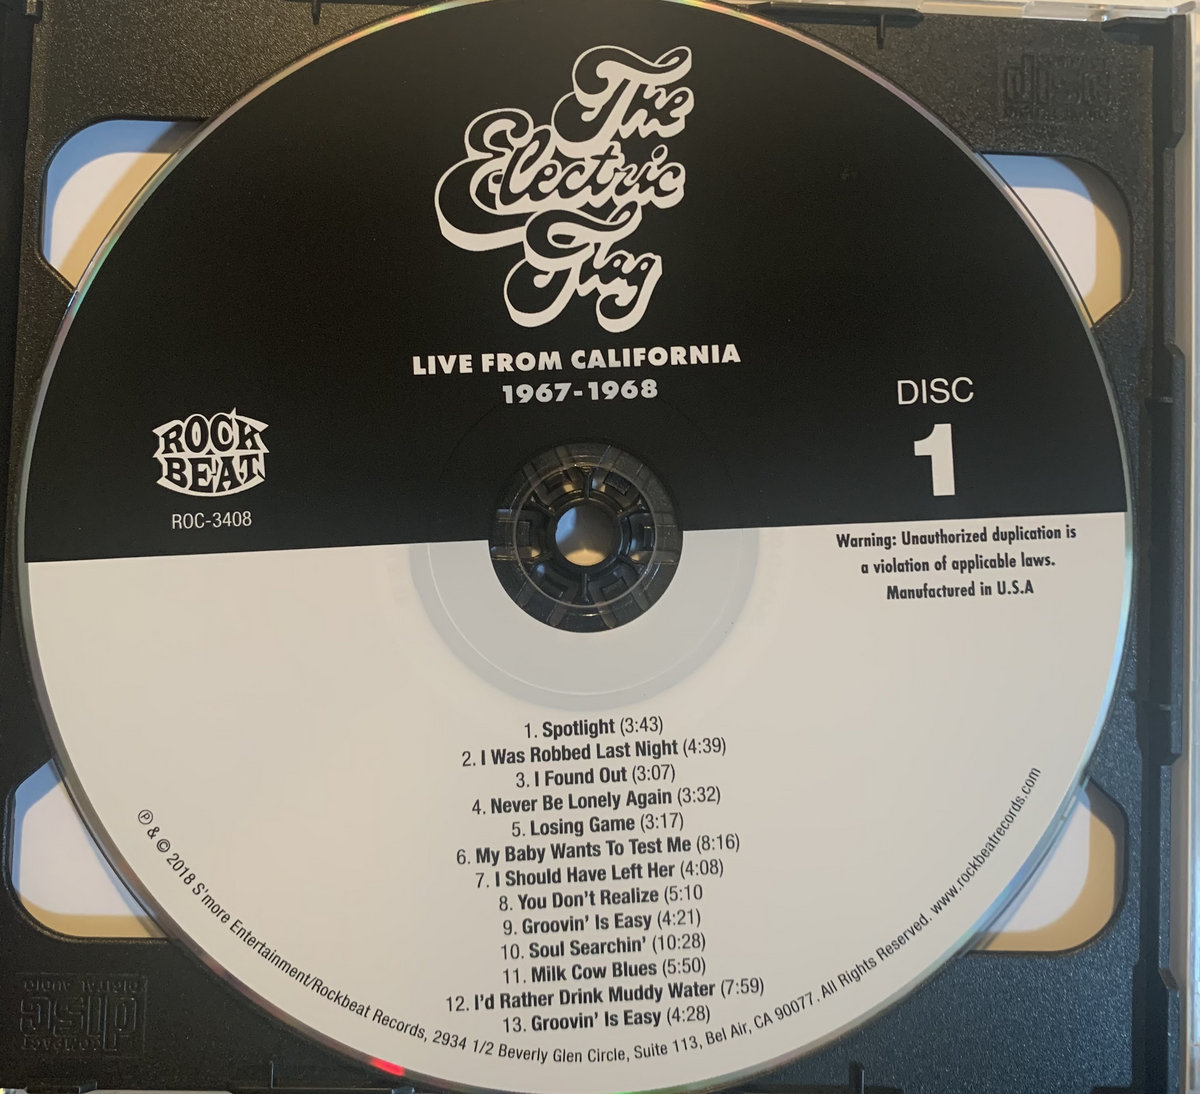 The
Electric
Flag
LIVE FROM CALIFORNIA
1967-1968
DISC
1
ROCK
BEAT
ROC-3408
Warning: Unauthorized duplication is
a violation of applicable laws.
Manufactured in U.S.A
1. Spotlight (3:43)
2. I Was Robbed Last Night (4:39)
3. I Found Out (3:07)
4. Never Be Lonely Again (3:32)
5. Losing Game (3:17)
6. My Baby Wants To Test Me (8:16)
7. I Should Have Left Her (4:08)
8. You Don't Realize (5:10
9. Groovin' Is Easy (4:21)
10. Soul Searchin' (10:28)
11. Milk Cow Blues (5:50)
12. I'd Rather Drink Muddy Water (7:59)
13. Groovin' Is Easy (4:28)
℗ & © 2018 S'more Entertainment/Rockbeat Records, 2934 1/2 Beverly Glen Circle, Suite 113, Bel Air, CA 90077. All Rights Reserved. www.rockbeatrecords.com
COMPACT
disc
DIGITAL AUDIO